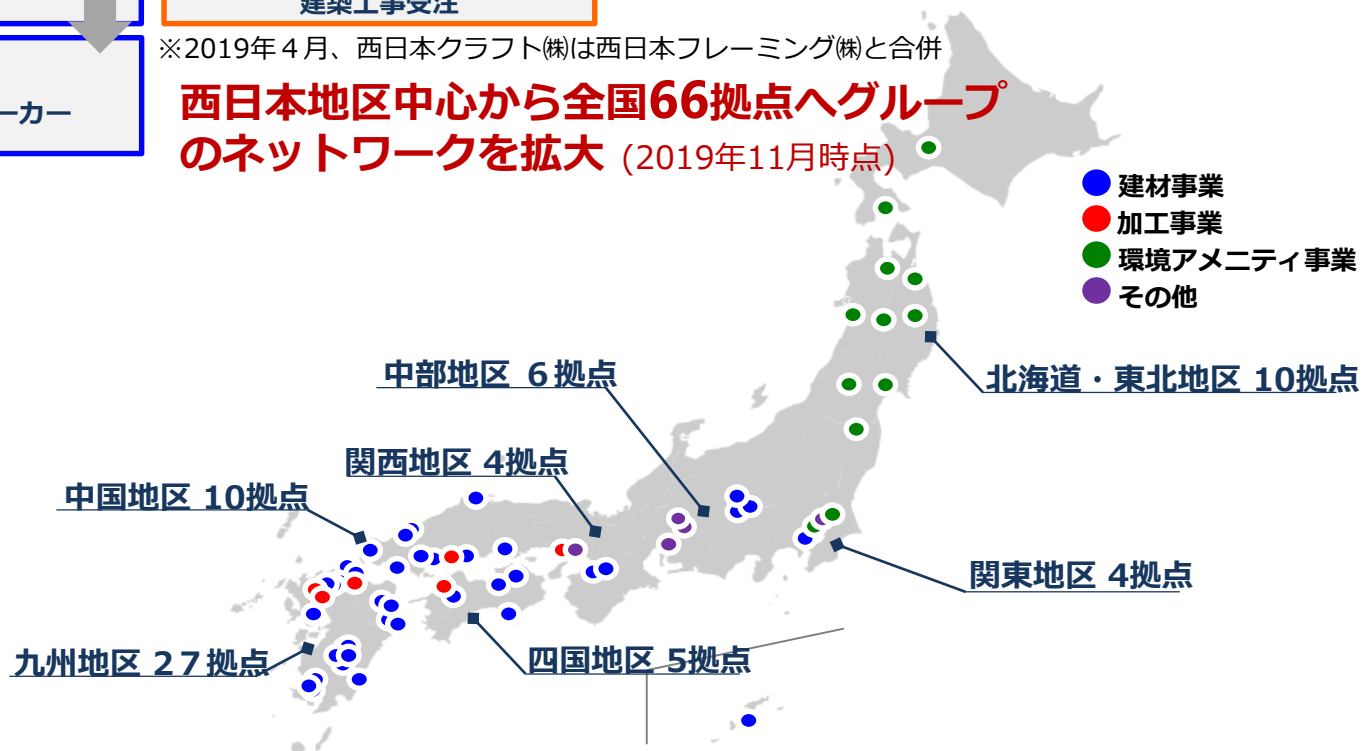 建築工事受注
※2019年４月、西日本クラフト㈱は西日本フレーミング㈱と合併
ーカー
西日本地区中心から全国66拠点へグループ
のネットワークを拡大 (2019年11月時点)
建材事業
加工事業
環境アメニティ事業
その他
中部地区 ６拠点
北海道・東北地区 10拠点
関西地区 4拠点
中国地区 10拠点
関東地区 4拠点
九州地区 27拠点
四国地区 5拠点